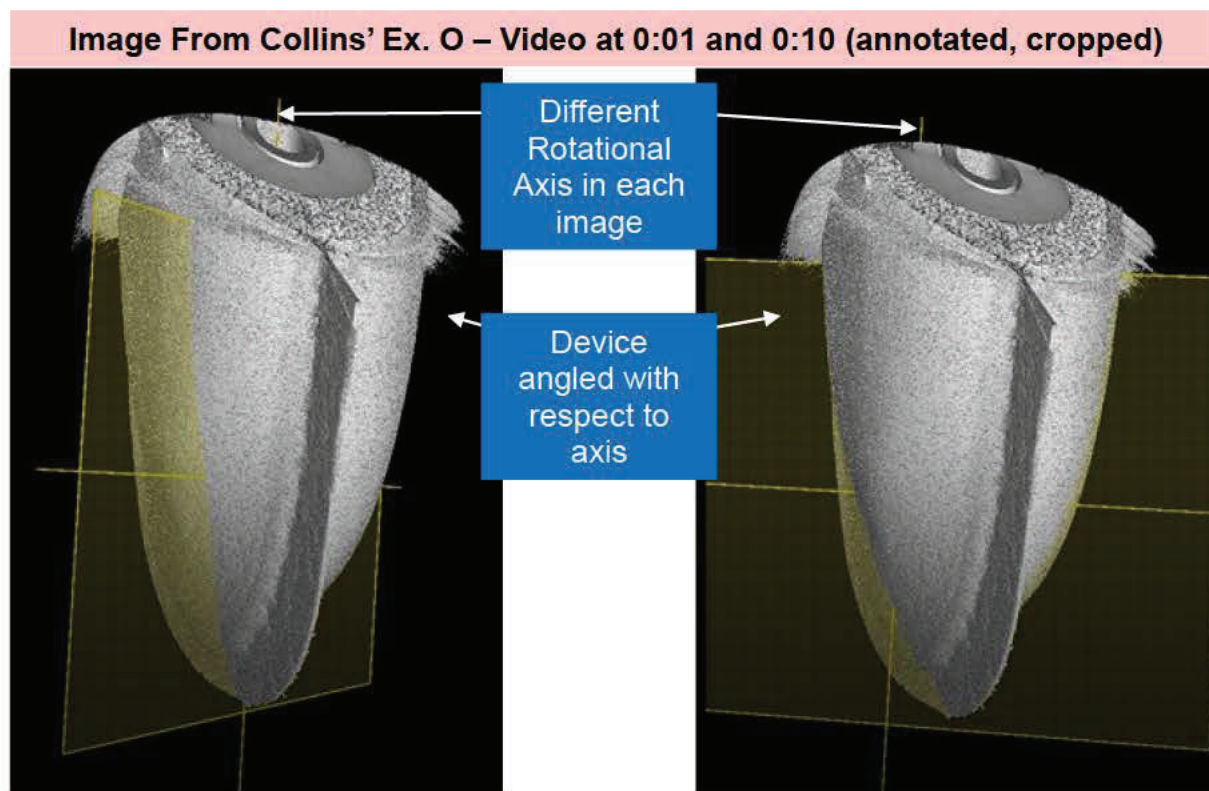 Image From Collins’ Ex. O – Video at 0:01 and 0:10 (annotated, cropped)
Different
Rotational
Axis in each
image
Device
angled with
respect to
axis